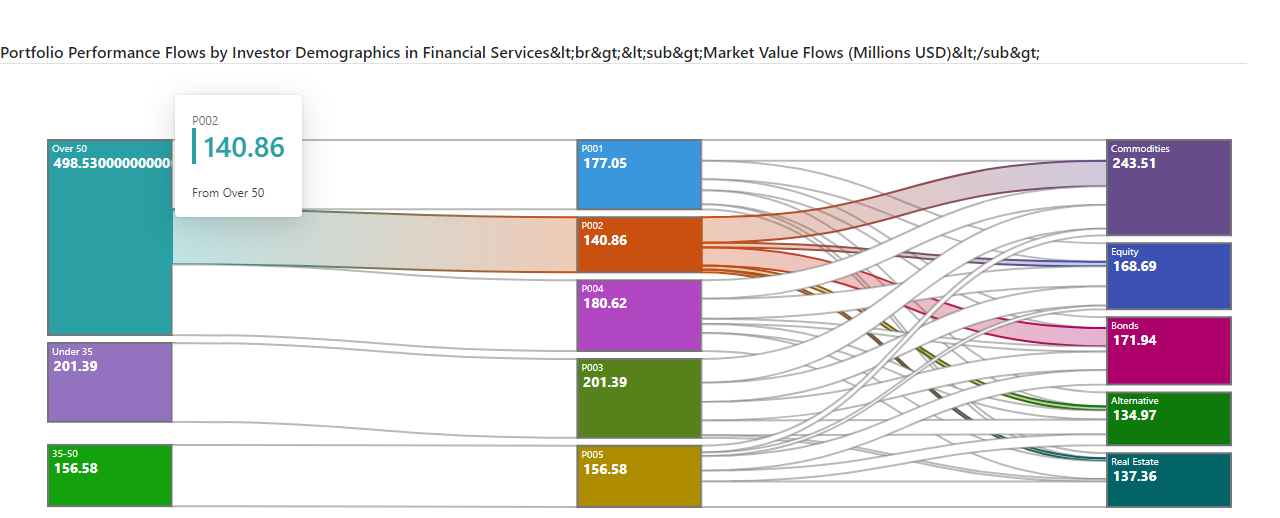 Portfolio Performance Flows by Investor Demographics in Financial Services&lt;br&gt;&lt;sub&gt;Market Value Flows (Millions USD)&lt;/sub&gt;
P002
140.86
From Over 50
Over 50
498.53000000000
Under 35
201.39
35-50
156.58
P001
177.05
P002
140.86
P004
180.62
P003
201.39
P005
156.58
Commodities
243.51
Equity
168.69
Bonds
171.94
Alternative
134.97
Real Estate
137.36